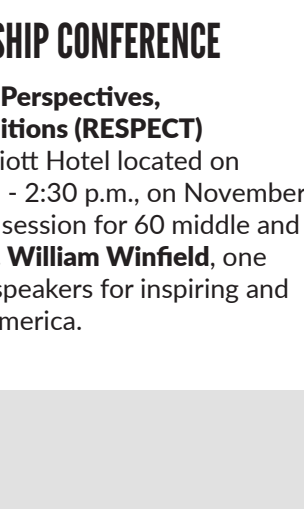 SHIP CONFERENCE
Perspectives,
itions (RESPECT)
iott Hotel located on
- 2:30 p.m., on November
session for 60 middle and
William Winfield, one
speakers for inspiring and
merica.